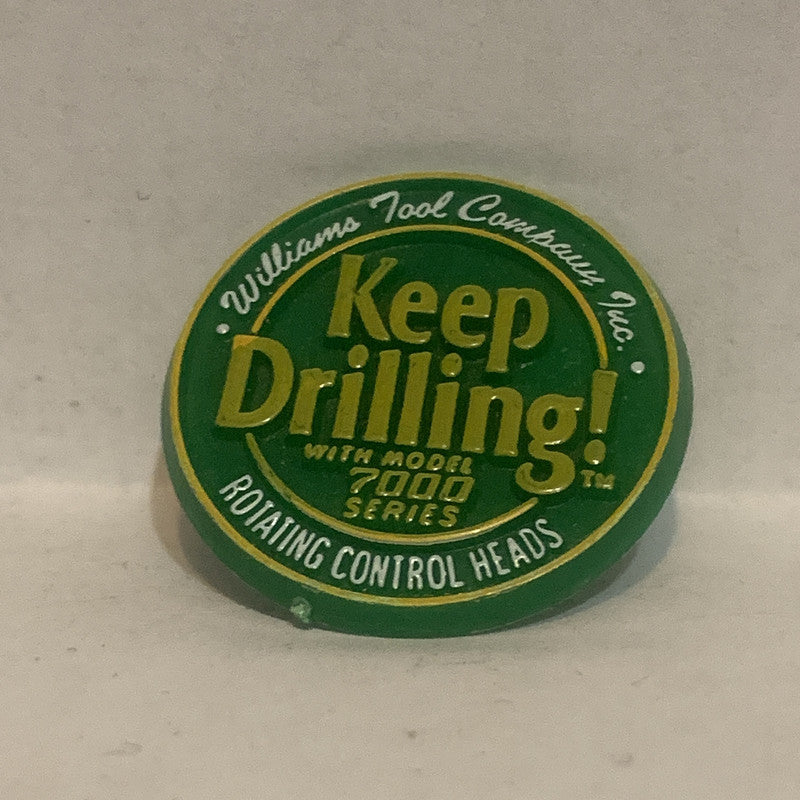 Williams Tool Company, Inc.
Keep
Drilling!™
WITH MODEL
7000
SERIES
ROTATING CONTROL HEADS